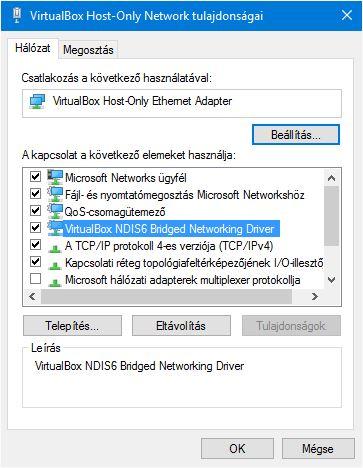 VirtualBox Host-Only Network tulajdonságai
Hálózat
Megosztás
Csatlakozás a következő használatával:
VirtualBox Host-Only Ethernet Adapter
Beállítás...
A kapcsolat a következő elemeket használja:
Microsoft Networks ügyfél
Fájl- és nyomtatómegosztás Microsoft Networkshöz
QoS-csomagütemező
VirtualBox NDIS6 Bridged Networking Driver
A TCP/IP protokoll 4-es verziója (TCP/IPv4)
Kapcsolati réteg topológiafeltérképezőjének I/O-illesztő
Microsoft hálózati adapterek multiplexer protokollja
Telepítés...
Eltávolítás
Tulajdonságok
Leírás
VirtualBox NDIS6 Bridged Networking Driver
OK
Mégse